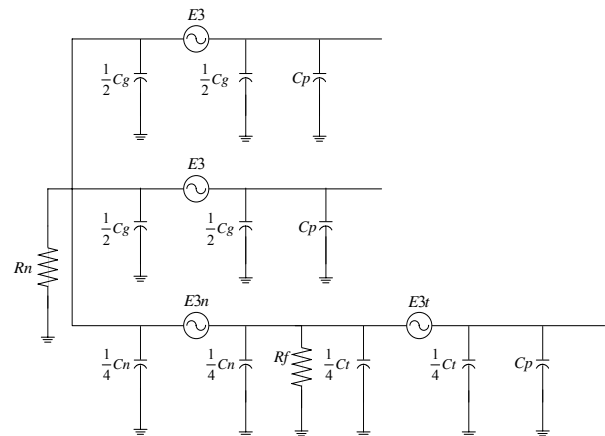 E3
1/2 Cg
1/2 Cg
Cp
E3
1/2 Cg
1/2 Cg
Cp
Rn
E3n
E3t
1/4 Cn
1/4 Cn
Rf
1/4 Ct
1/4 Ct
Cp